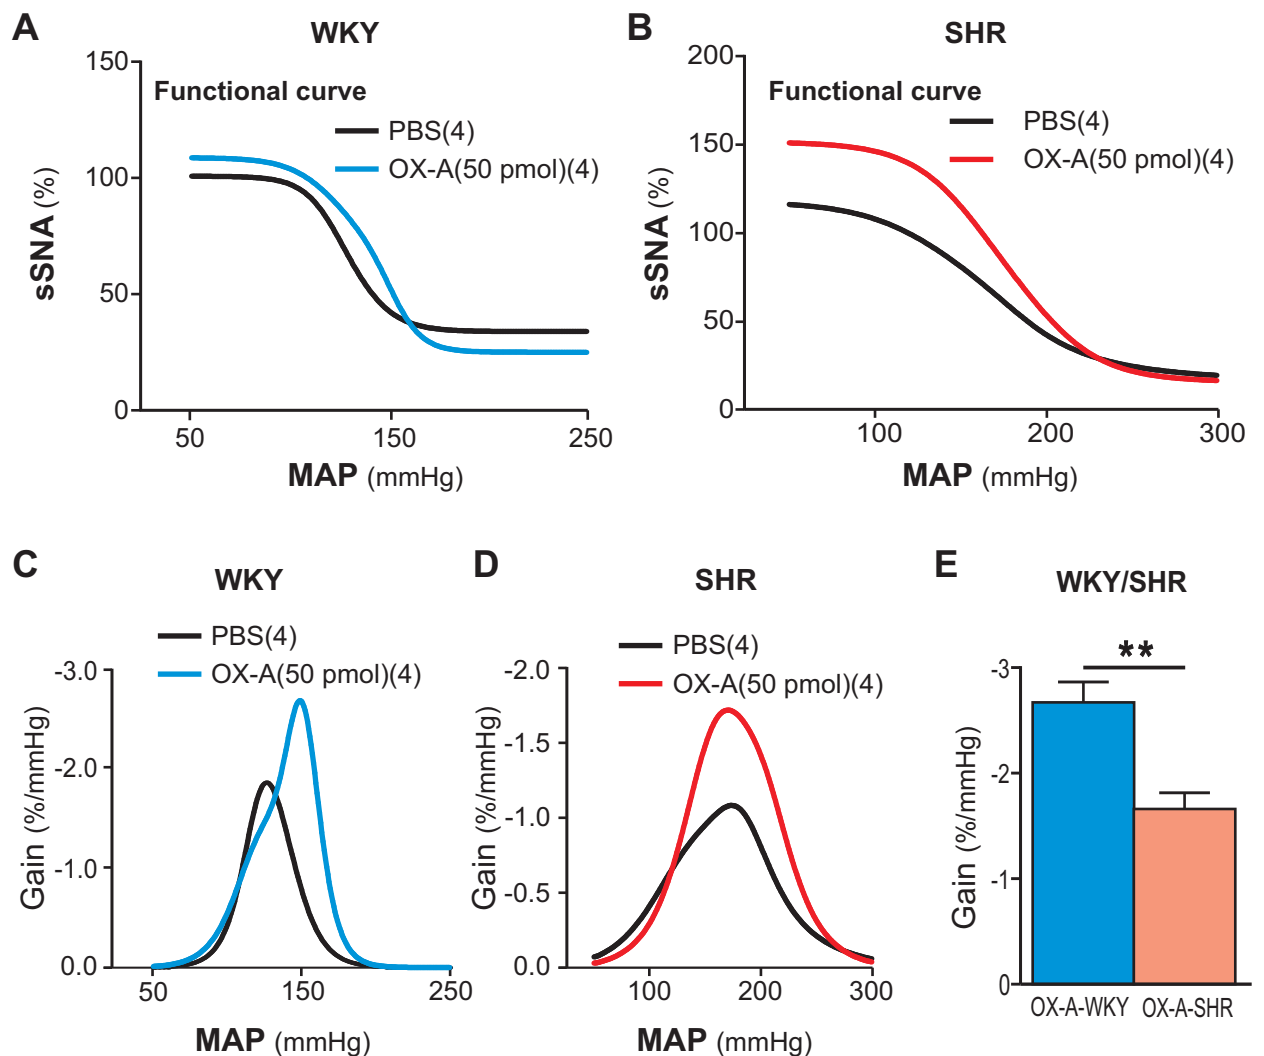 A
WKY
150
Functional curve
PBS(4)
OX-A(50 pmol)(4)
100
sSNA (%)
50
0
50
150
250
MAP (mmHg)
B
SHR
200
Functional curve
PBS(4)
150
OX-A(50 pmol)(4)
sSNA (%)
100
50
0
100
200
300
MAP (mmHg)
C
WKY
PBS(4)
OX-A(50 pmol)(4)
-3.0
-2.0
Gain (%/mmHg)
-1.0
0.0
50
150
250
MAP (mmHg)
D
SHR
PBS(4)
OX-A(50 pmol)(4)
-2.0
-1.5
Gain (%/mmHg)
-1.0
-0.5
0.0
100
200
300
MAP (mmHg)
E
WKY/SHR
**
-3
-2
Gain (%/mmHg)
-1
0
OX-A-WKY
OX-A-SHR